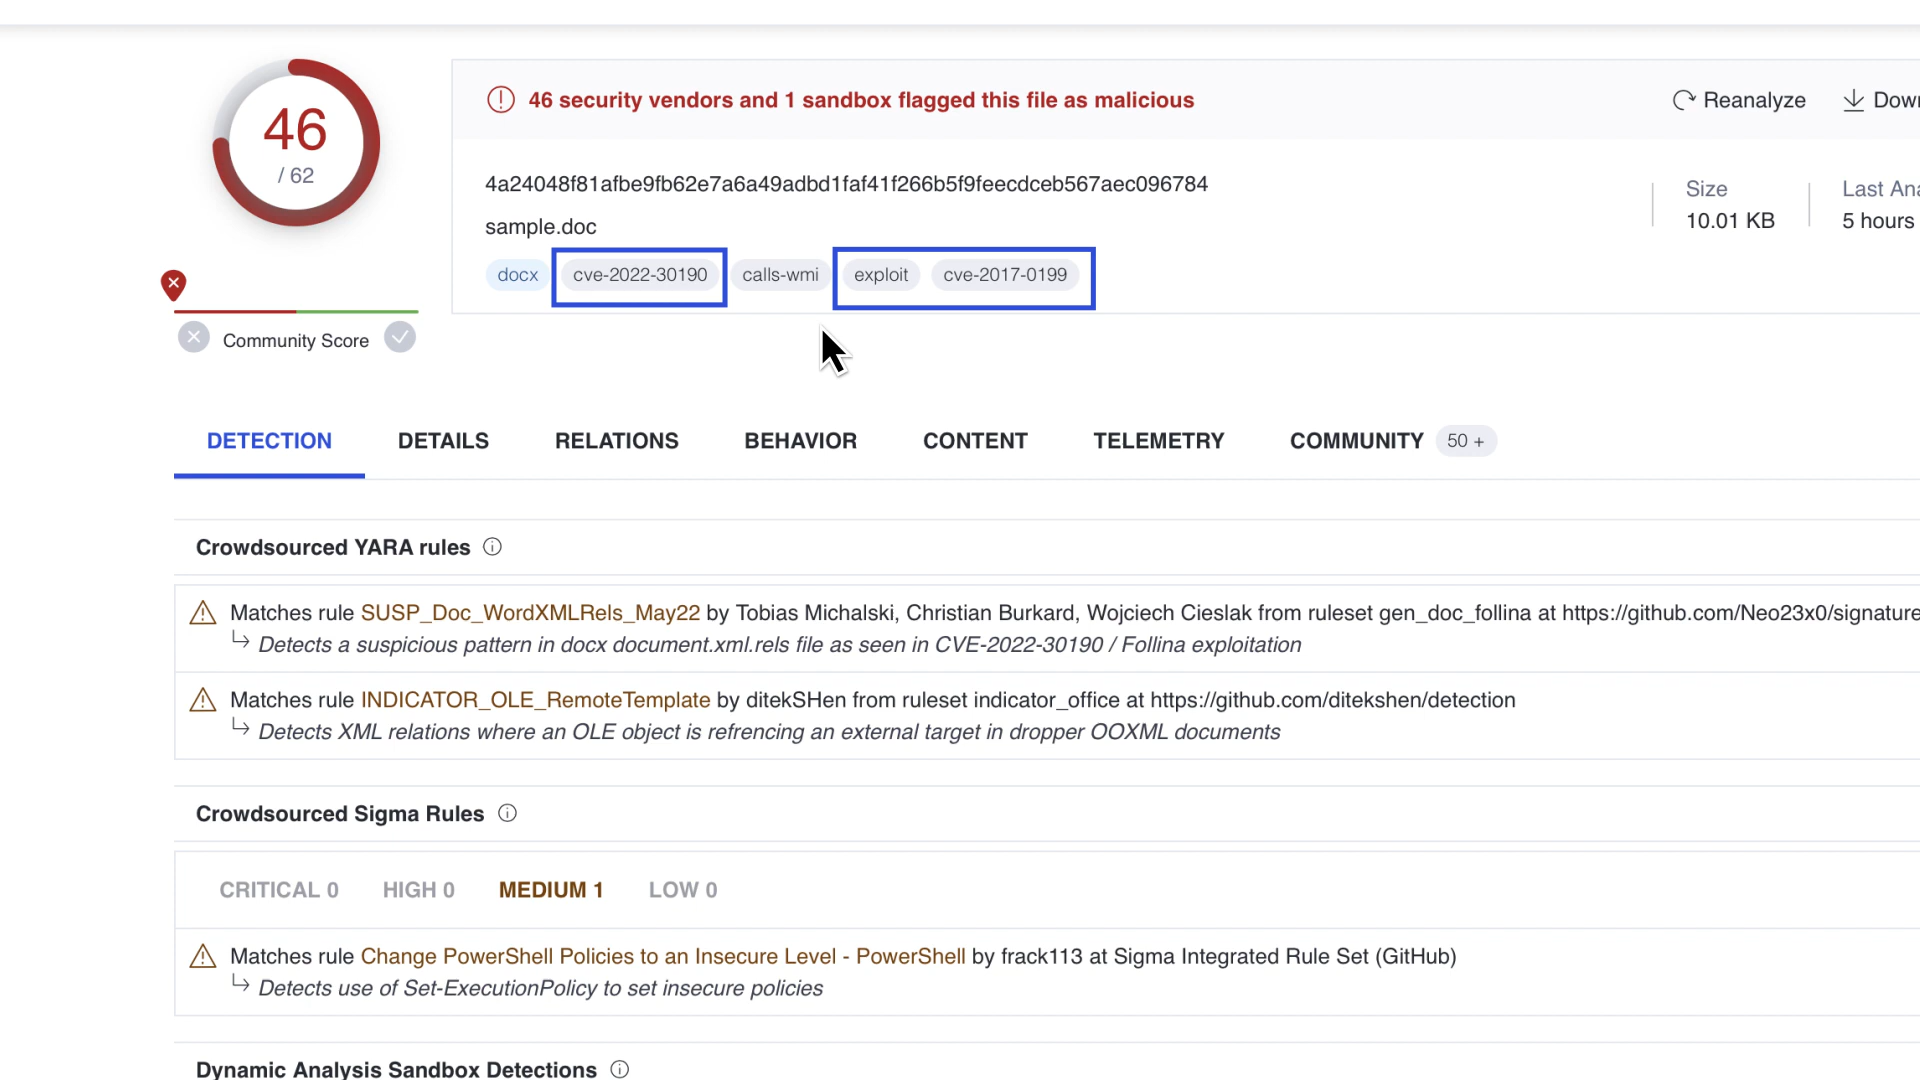 46
/ 62
Community Score
46 security vendors and 1 sandbox flagged this file as malicious
Reanalyze
4a24048f81afbe9fb62e7a6a49adbd1faf41f266b5f9feecdceb567aec096784
sample.doc
Size
10.01 KB
Last
5 hours
docx cve-2022-30190 calls-wmi exploit cve-2017-0199
DETECTION DETAILS RELATIONS BEHAVIOR CONTENT TELEMETRY COMMUNITY 50 +
Crowdsourced YARA rules
Matches rule SUSP_Doc_WordXMLRels_May22 by Tobias Michalski, Christian Burkard, Wojciech Cieslak from ruleset gen_doc_follina at https://github.com/Neo23x0/signature
Detects a suspicious pattern in docx document.xml.rels file as seen in CVE-2022-30190 / Follina exploitation
Matches rule INDICATOR_OLE_RemoteTemplate by ditekSHen from ruleset indicator_office at https://github.com/ditekshen/detection
Detects XML relations where an OLE object is refrencing an external target in dropper OOXML documents
Crowdsourced Sigma Rules
CRITICAL 0 HIGH 0 MEDIUM 1 LOW 0
Matches rule Change PowerShell Policies to an Insecure Level - PowerShell by frack113 at Sigma Integrated Rule Set (GitHub)
Detects use of Set-ExecutionPolicy to set insecure policies
Dynamic Analysis Sandbox Detections